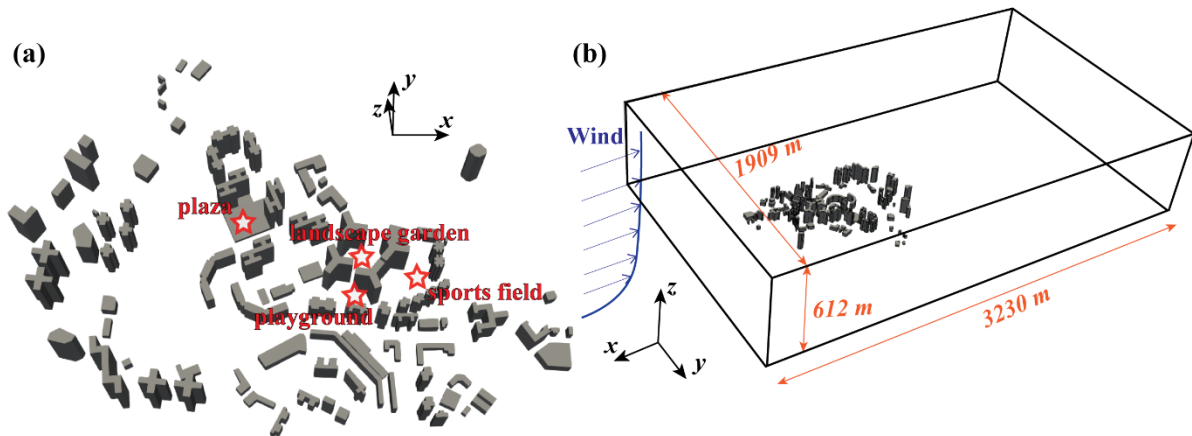 (a)
y
z
x
plaza
landscape garden
sports field
playground
(b)
Wind
1909 m
612 m
3230 m
z
x
y